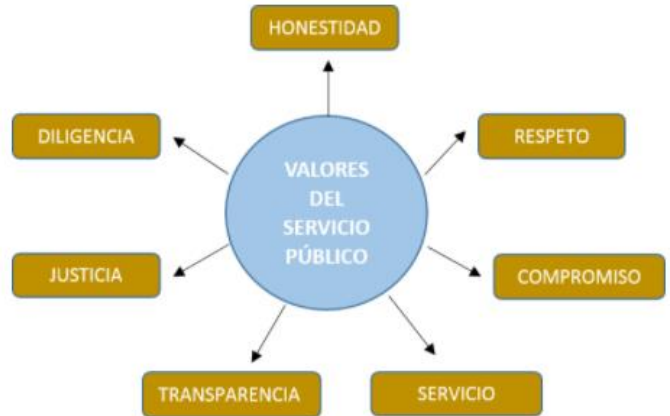 HONESTIDAD
DILIGENCIA
RESPETO
VALORES
DEL
SERVICIO
PÚBLICO
JUSTICIA
COMPROMISO
TRANSPARENCIA
SERVICIO